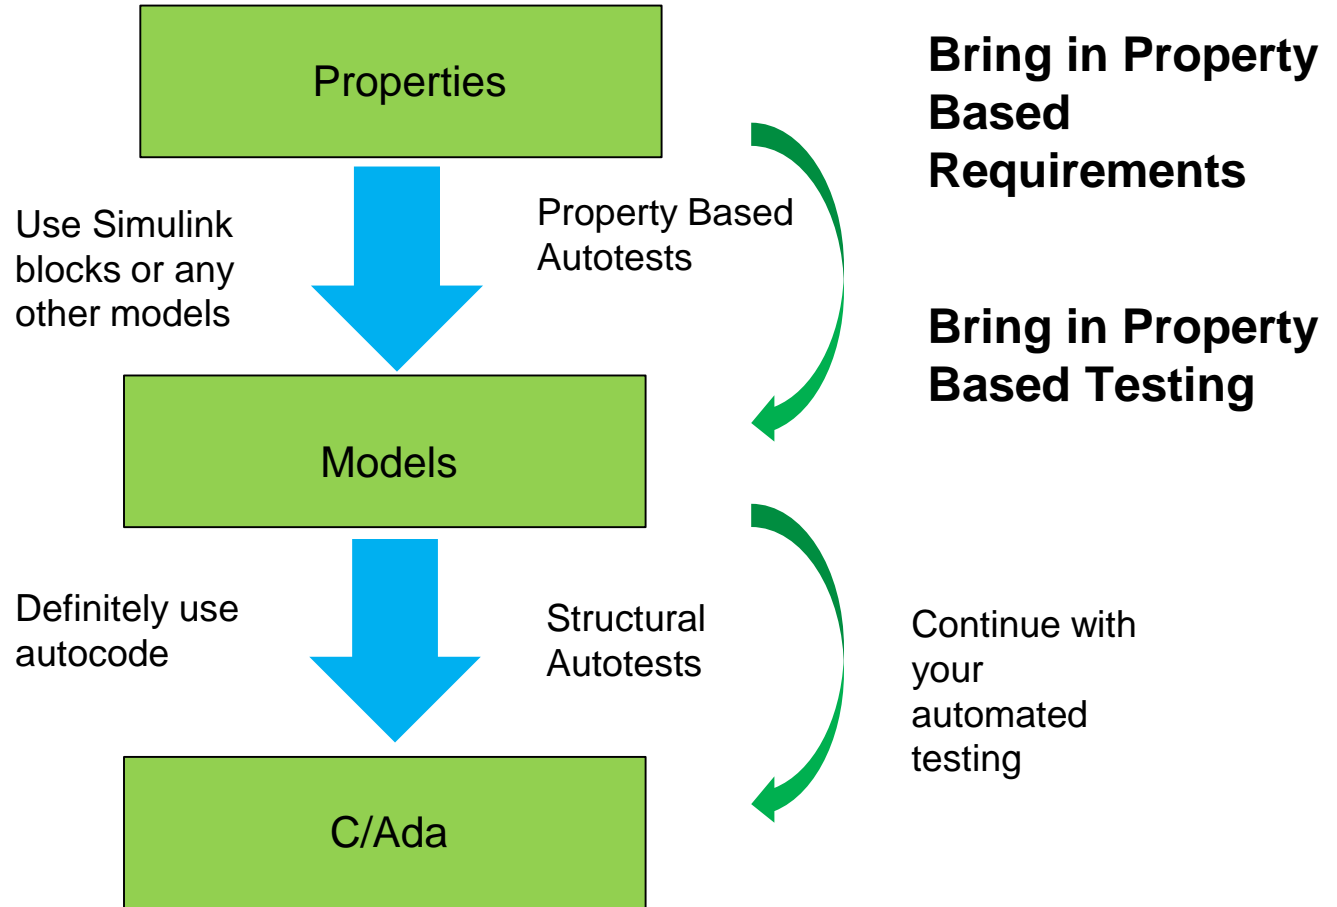 Properties
Bring in Property
Based
Requirements
Use Simulink
blocks or any
other models
Property Based
Autotests
Bring in Property
Based Testing
Models
Definitely use
autocode
Structural
Autotests
Continue with
your
automated
testing
C/Ada